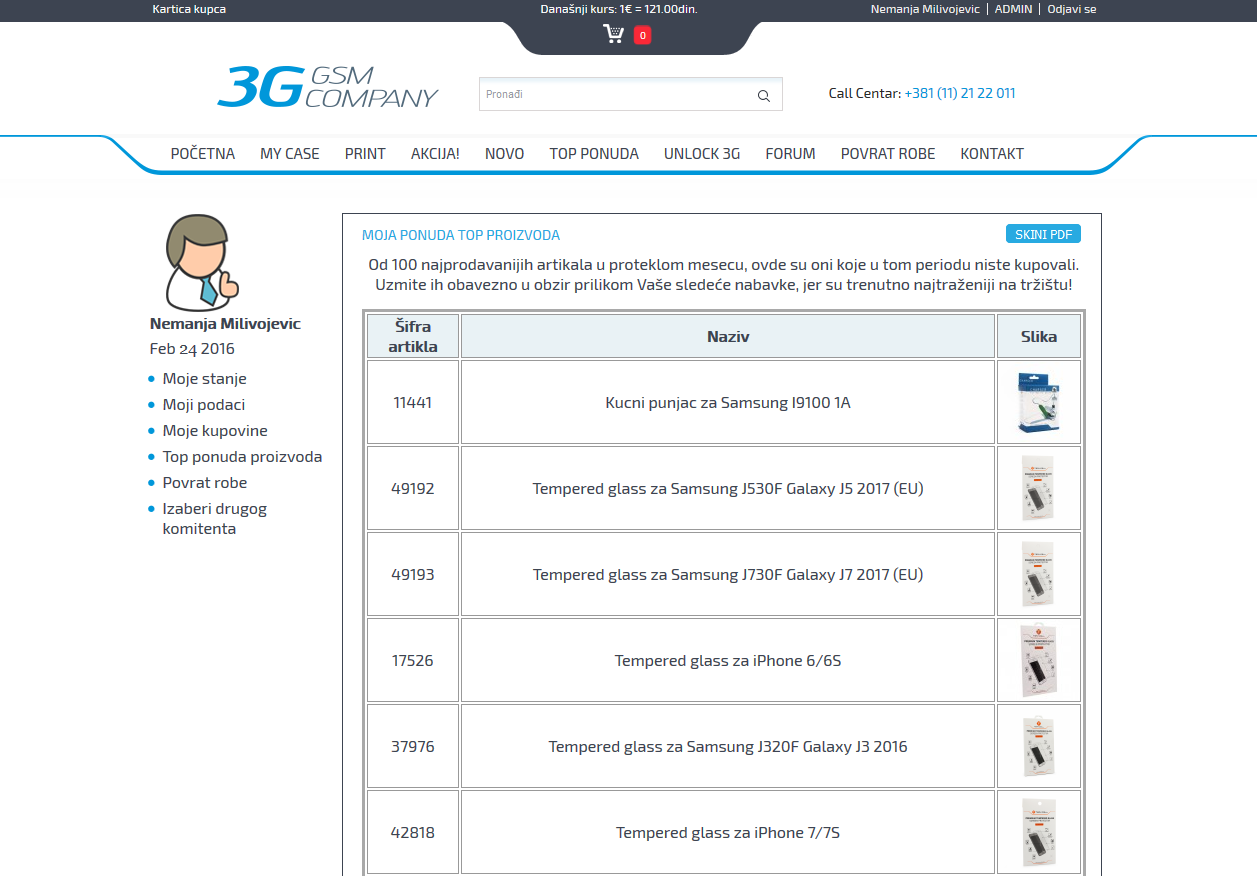 Kartica kupca
Današnji kurs: 1€ = 121.00din.
Nemanja Milivojevic | ADMIN | Odjavi se
0
3G GSM COMPANY
Pronađi
Call Centar: +381 (11) 21 22 011
POČETNA MY CASE PRINT AKCIJA! NOVO TOP PONUDA UNLOCK 3G FORUM POVRAT ROBE KONTAKT
Nemanja Milivojevic
Feb 24 2016
Moje stanje
Moji podaci
Moje kupovine
Top ponuda proizvoda
Povrat robe
Izaberi drugog
komitenta
MOJA PONUDA TOP PROIZVODA
SKINI PDF
Od 100 najprodavanijih artikala u proteklom mesecu, ovde su oni koje u tom periodu niste kupovali.
Uzmite ih obavezno u obzir prilikom Vaše sledeće nabavke, jer su trenutno najtraženiji na tržištu!
Šifra artikla Naziv Slika
11441 Kucni punjac za Samsung I9100 1A
49192 Tempered glass za Samsung J530F Galaxy J5 2017 (EU)
49193 Tempered glass za Samsung J730F Galaxy J7 2017 (EU)
17526 Tempered glass za iPhone 6/6S
37976 Tempered glass za Samsung J320F Galaxy J3 2016
42818 Tempered glass za iPhone 7/7S